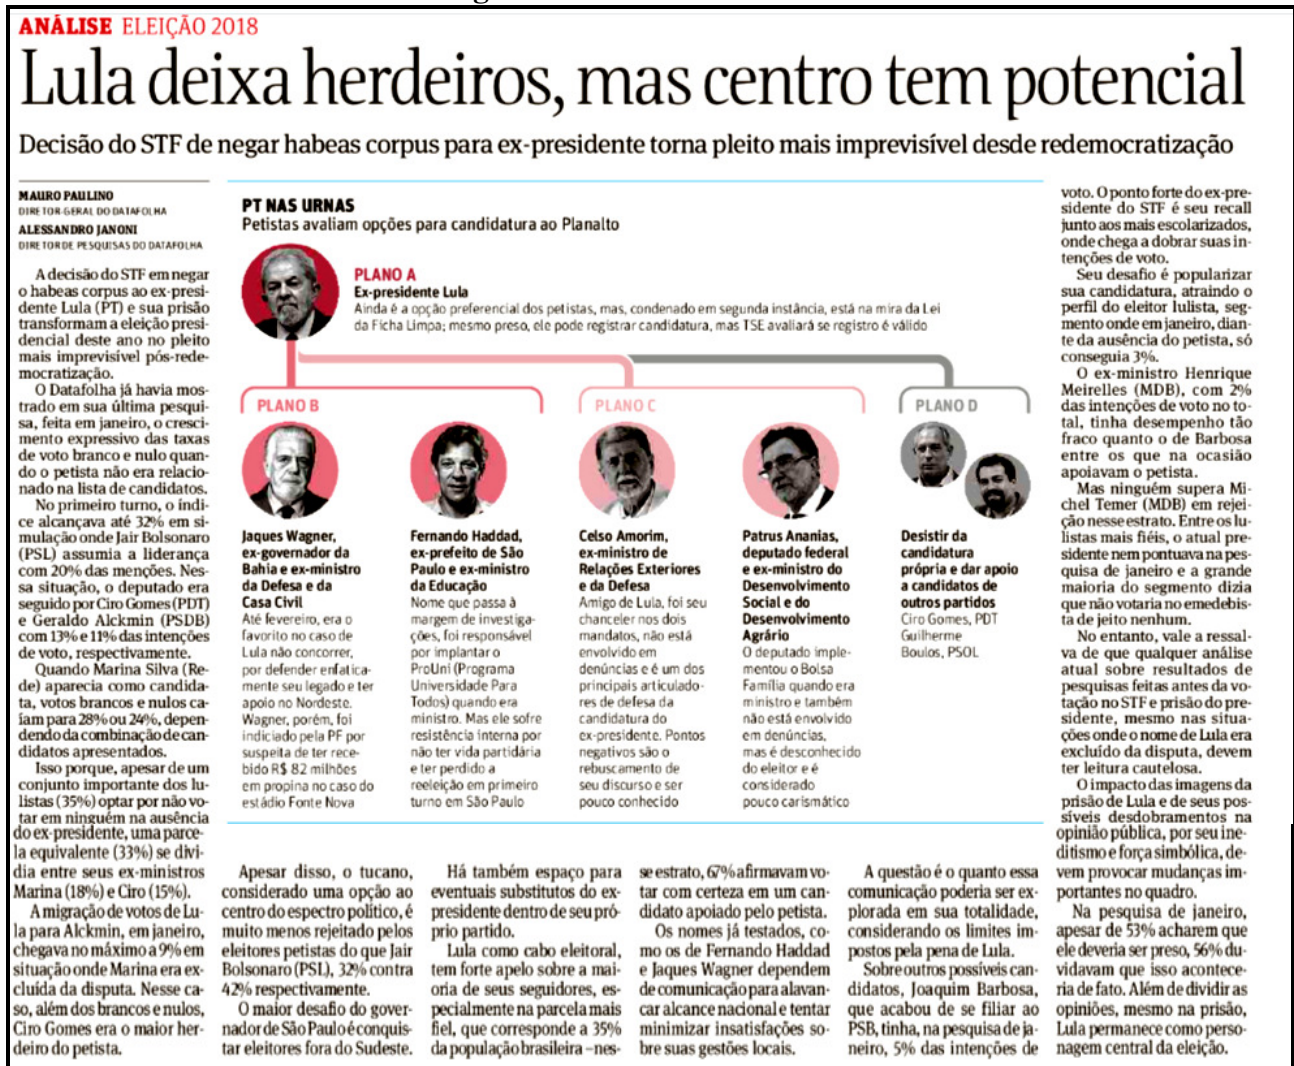 ANÁLISE ELEIÇÃO 2018
Lula deixa herdeiros, mas centro tem potencial
Decisão do STF de negar habeas corpus para ex-presidente torna pleito mais imprevisível desde redemocratização
MAURO PAULINO
DIRETOR-GERAL DO DATAFOLHA
ALESSANDRO JANONI
DIRETOR DE PESQUISAS DO DATAFOLHA
A decisão do STF em negar
o habeas corpus ao ex-presi-
dente Lula (PT) e sua prisão
transformam a eleição presi-
dencial deste ano no pleito
mais imprevisível pós-rede-
mocratização.
O Datafolha já havia mos-
trado em sua última pesqui-
sa, feita em janeiro, o cresci-
mento expressivo das taxas
de voto branco e nulo quan-
do o petista não era relacio-
nado na lista de candidatos.
No primeiro turno, o índi-
ce alcançava até 32% em si-
mulação onde Jair Bolsonaro
(PSL) assumia a liderança
com 20% das menções. Nes-
sa situação, o deputado era
seguido por Ciro Gomes (PDT)
e Geraldo Alckmin (PSDB)
com 13% e 11% das intenções
de voto, respectivamente.
Quando Marina Silva (Re-
de) aparecia como candida-
ta, votos brancos e nulos ca-
íam para 28% ou 24%, depen-
dendo da combinação de can-
didatos apresentados.
Isso porque, apesar de um
conjunto importante dos lu-
listas (35%) optar por não vo-
tar em ninguém na ausência
do ex-presidente, uma parce-
la equivalente (33%) se divi-
dia entre seus ex-ministros
Marina (18%) e Ciro (15%).
A migração de votos de Lu-
la para Alckmin, em janeiro,
chegava no máximo a 9% em
situação onde Marina era ex-
cluída da disputa. Nesse ca-
so, além dos brancos e nulos,
Ciro Gomes era o maior her-
deiro do petista.
PT NAS URNAS
Petistas avaliam opções para candidatura ao Planalto
PLANO A
Ex-presidente Lula
Ainda é a opção preferencial dos petistas, mas, condenado em segunda instância, está na mira da Lei
da Ficha Limpa; mesmo preso, ele pode registrar candidatura, mas TSE avaliará se registro é válido
PLANO B
Jaques Wagner,
ex-governador da
Bahia e ex-ministro
da Defesa e da
Casa Civil
Até fevereiro, era o
favorito no caso de
Lula não concorrer,
por defender enfatica-
mente seu legado e ter
apoio no Nordeste.
Wagner, porém, foi
indiciado pela PF por
suspeita de ter rece-
bido R$ 82 milhões
em propina no caso do
estádio Fonte Nova
Fernando Haddad,
ex-prefeito de São
Paulo e ex-ministro
da Educação
Nome que passa à
margem de investiga-
ções, foi responsável
por implantar o
ProUni (Programa
Universidade Para
Todos) quando era
ministro. Mas ele sofre
resistência interna por
não ter vida partidária
e ter perdido a
reeleição em primeiro
turno em São Paulo
PLANO C
Celso Amorim,
ex-ministro de
Relações Exteriores
e da Defesa
Amigo de Lula, foi seu
chanceler nos dois
mandatos, não está
envolvido em
denúncias e é um dos
principais articulado-
res de defesa da
candidatura do
ex-presidente. Pontos
negativos são o
rebuscamento de
seu discurso e ser
pouco conhecido
Patrus Ananias,
deputado federal
e ex-ministro do
Desenvolvimento
Social e do
Desenvolvimento
Agrário
O deputado imple-
mentou o Bolsa
Família quando era
ministro e também
não está envolvido
em denúncias,
mas é desconhecido
do eleitor e é
considerado
pouco carismático
PLANO D
Desistir da
candidatura
própria e dar apoio
a candidatos de
outros partidos
Ciro Gomes, PDT
Guilherme
Boulos, PSOL
Apesar disso, o tucano,
considerado uma opção ao
centro do espectro político, é
muito menos rejeitado pelos
eleitores petistas do que Jair
Bolsonaro (PSL), 32% contra
42% respectivamente.
O maior desafio do gover-
nador de São Paulo é conquis-
tar eleitores fora do Sudeste.
Há também espaço para
eventuais substitutos do ex-
presidente dentro de seu pró-
prio partido.
Lula como cabo eleitoral,
tem forte apelo sobre a mai-
oria de seus seguidores, es-
pecialmente na parcela mais
fiel, que corresponde a 35%
da população brasileira –nes-
se estrato, 67% afirmavam vo-
tar com certeza em um can-
didato apoiado pelo petista.
Os nomes já testados, co-
mo os de Fernando Haddad
e Jaques Wagner dependem
de comunicação para alavan-
car alcance nacional e tentar
minimizar insatisfações so-
bre suas gestões locais.
A questão é o quanto essa
comunicação poderia ser ex-
plorada em sua totalidade,
considerando os limites im-
postos pela pena de Lula.
Sobre outros possíveis can-
didatos, Joaquim Barbosa,
que acabou de se filiar ao
PSB, tinha, na pesquisa de ja-
neiro, 5% das intenções de
voto. O ponto forte do ex-pre-
sidente do STF é seu recall
junto aos mais escolarizados,
onde chega a dobrar suas in-
tenções de voto.
Seu desafio é popularizar
sua candidatura, atraindo o
perfil do eleitor lulista, seg-
mento onde em janeiro, dian-
te da ausência do petista, só
conseguia 3%.
O ex-ministro Henrique
Meirelles (MDB), com 2%
das intenções de voto no to-
tal, tinha desempenho tão
fraco quanto o de Barbosa
entre os que na ocasião
apoiavam o petista.
Mas ninguém supera Mi-
chel Temer (MDB) em rejei-
ção nesse estrato. Entre os lu-
listas mais fiéis, o atual pre-
sidente nem pontuava na pes-
quisa de janeiro e a grande
maioria do segmento dizia
que não votaria no emedebis-
ta de jeito nenhum.
No entanto, vale a ressal-
va de que qualquer análise
atual sobre resultados de
pesquisas feitas antes da vo-
tação no STF e prisão do pre-
sidente, mesmo nas situa-
ções onde o nome de Lula era
excluído da disputa, devem
ter leitura cautelosa.
O impacto das imagens da
prisão de Lula e de seus pos-
síveis desdobramentos na
opinião pública, por seu ine-
ditismo e força simbólica, de-
vem provocar mudanças im-
portantes no quadro.
Na pesquisa de janeiro,
apesar de 53% acharem que
ele deveria ser preso, 56% du-
vidavam que isso acontece-
ria de fato. Além de dividir as
opiniões, mesmo na prisão,
Lula permanece como perso-
nagem central da eleição.